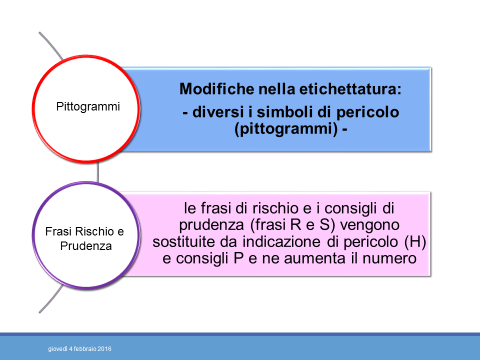 Pittogrammi
Modifiche nella etichettatura:
- diversi i simboli di pericolo
(pittogrammi) -
Frasi Rischio e
Prudenza
le frasi di rischio e i consigli di
prudenza (frasi R e S) vengono
sostituite da indicazione di pericolo (H)
e consigli P e ne aumenta il numero
giovedì 4 febbraio 2016